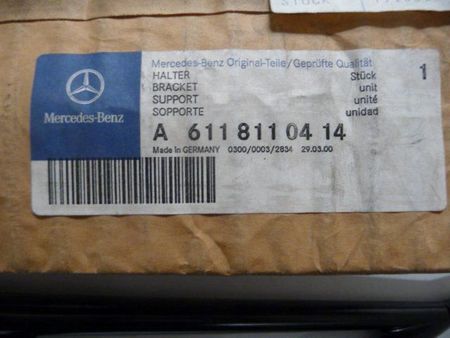 STÜCK
Mercedes-Benz Original-Teile/Geprüfte Qualität
HALTER Stück 1
BRACKET unit
SUPPORT unité
SOPPORTE unidad
Mercedes-Benz
A 611 811 04 14
Made in GERMANY 0300/0003/2834 29.03.00